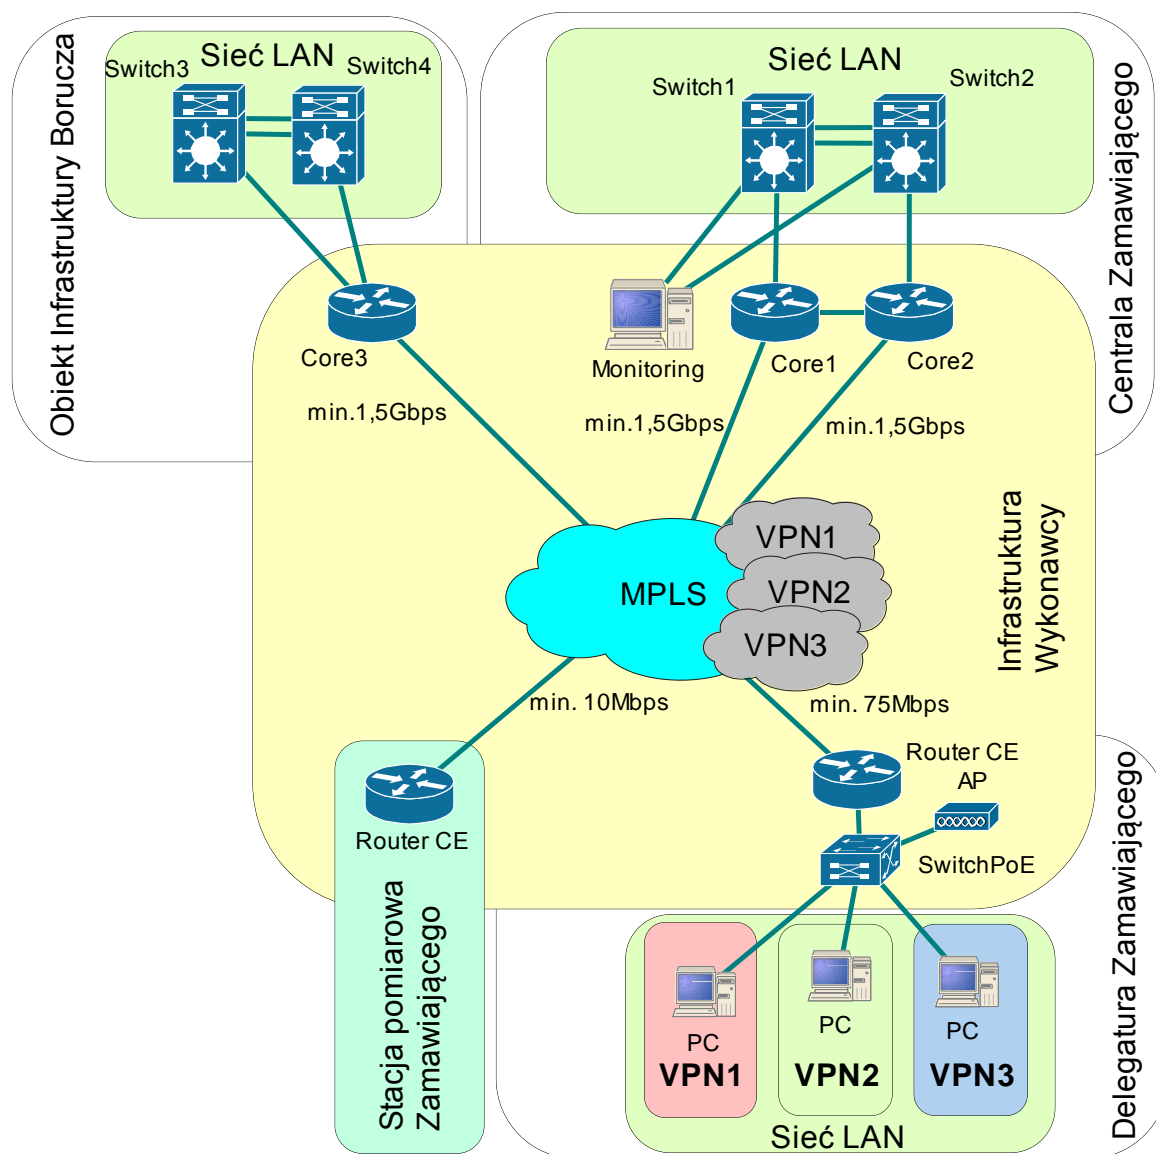 Obiekt Infrastruktury Borucza
Sieć LAN
Switch3
Switch4
Sieć LAN
Switch1
Switch2
Centrala Zamawiającego
Core3
Monitoring
Core1
Core2
min.1,5Gbps
min.1,5Gbps
min.1,5Gbps
Infrastruktura
Wykonawcy
MPLS
VPN1
VPN2
VPN3
min. 10Mbps
min. 75Mbps
Router CE
Stacja pomiarowa
Zamawiającego
Router CE
AP
SwitchPoE
Delegatura Zamawiającego
PC
VPN1
PC
VPN2
PC
VPN3
Sieć LAN